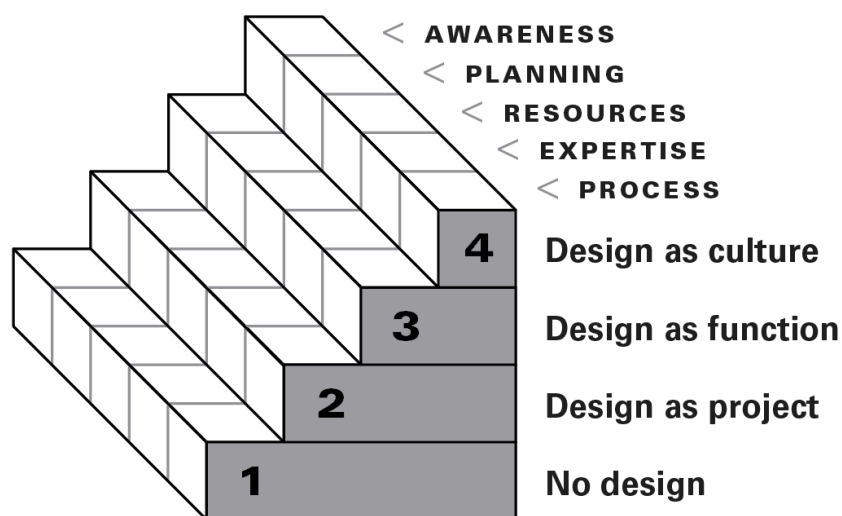 < AWARENESS
< PLANNING
< RESOURCES
< EXPERTISE
< PROCESS
4 Design as culture
3 Design as function
2 Design as project
1 No design